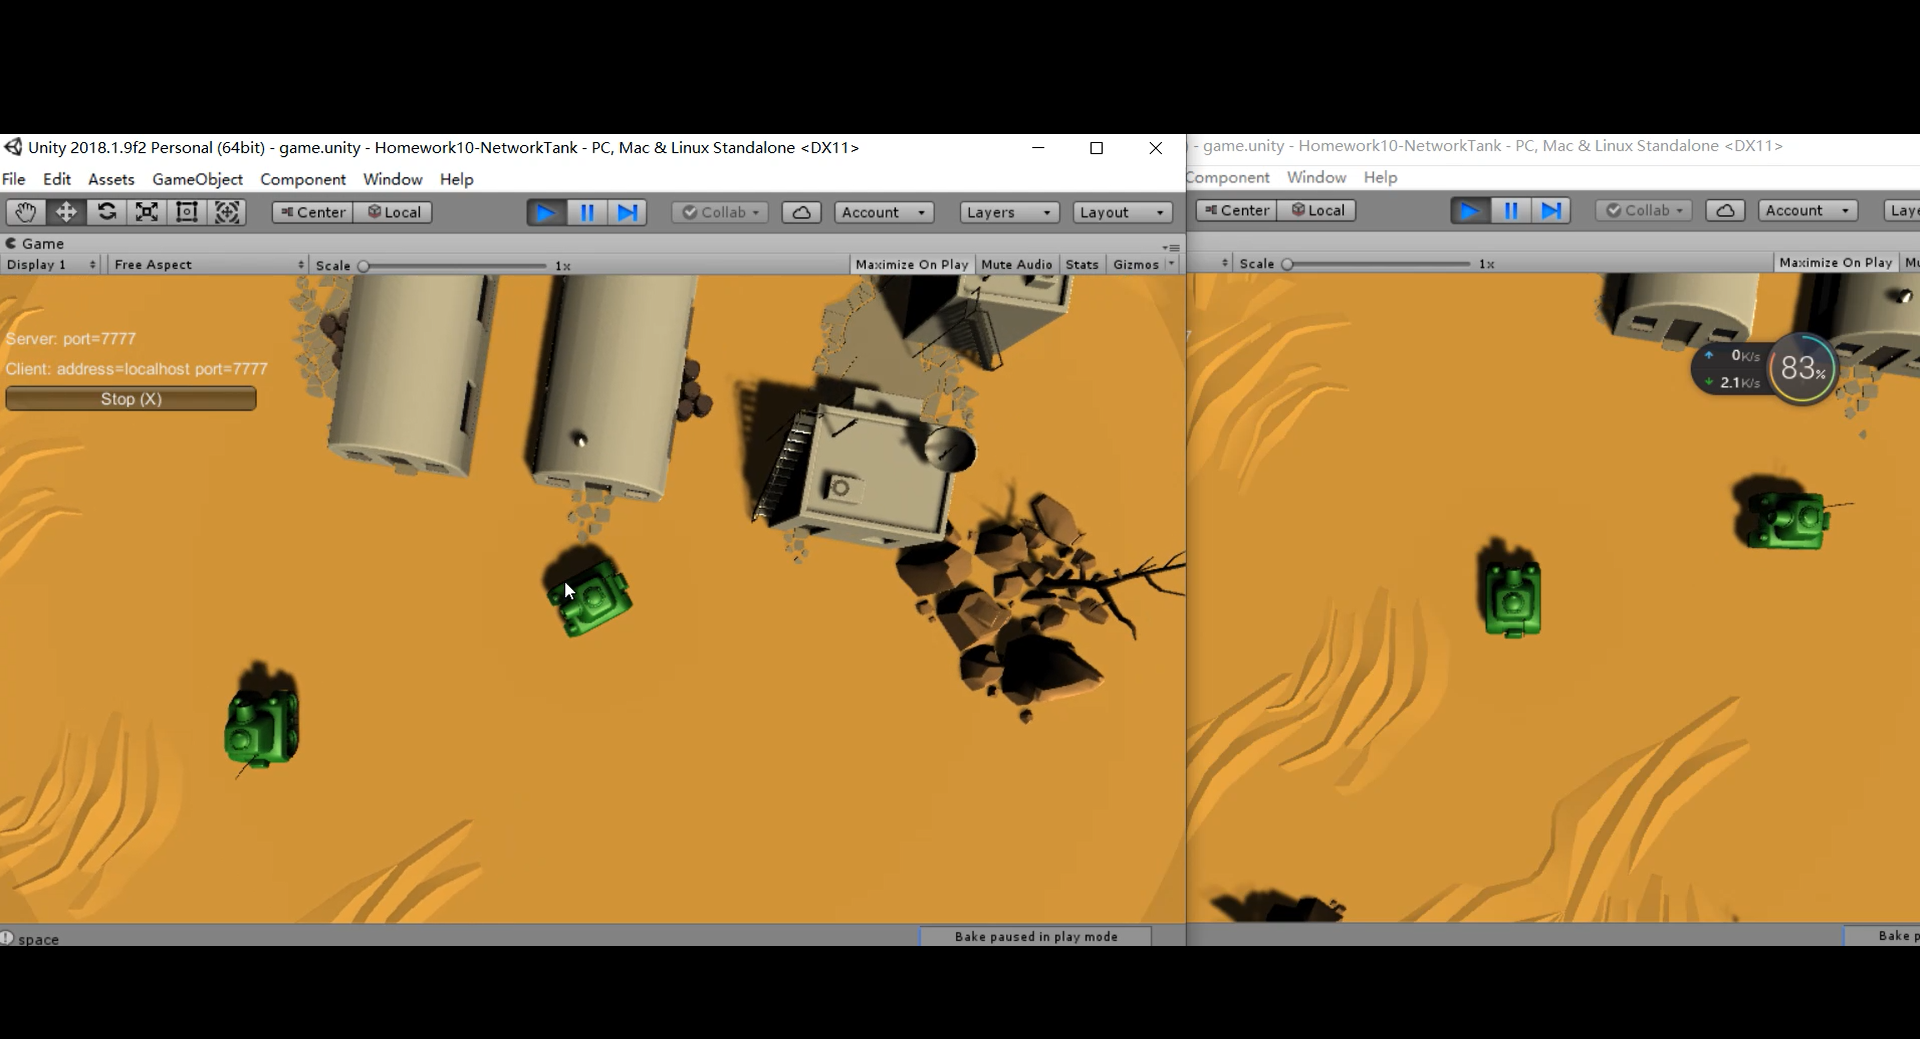 Unity 2018.1.9f2 Personal (64bit) - game.unity - Homework10-NetworkTank - PC, Mac & Linux Standalone <DX11>
File Edit Assets GameObject Component Window Help
Center Local Collab Account Layers Layout
Game
Display 1 Free Aspect Scale 1x Maximize On Play Mute Audio Stats Gizmos
Server: port=7777
Client: address=localhost port=7777
Stop (X)
space
Bake paused in play mode
- game.unity - Homework10-NetworkTank - PC, Mac & Linux Standalone <DX11>
Component Window Help
Center Local Collab Account Laye
Scale 1x Maximize On Play Mu
7
0K/s
2.1K/s
83%
Bake p